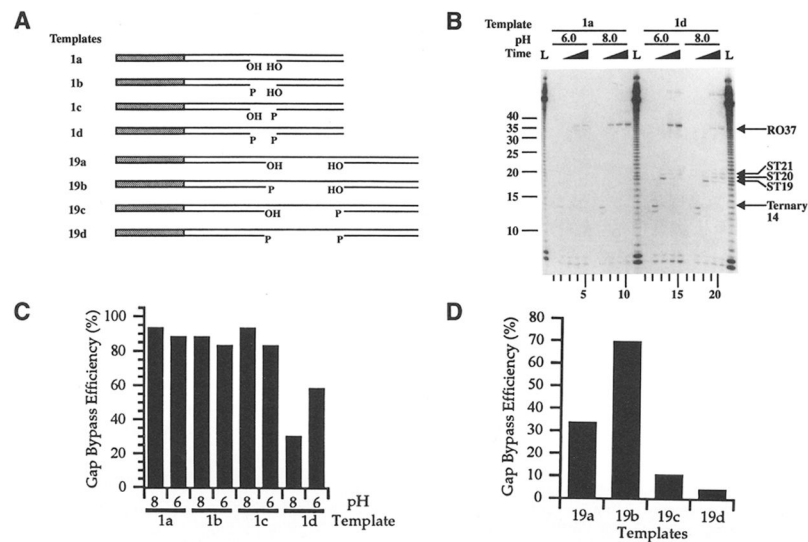 A
Templates
1a
OH HO
1b
P HO
1c
OH P
1d
P P
19a
OH HO
19b
P HO
19c
OH P
19d
P P
B
Template 1a 1d
pH 6.0 8.0 6.0 8.0
Time L L L
40
35
30
25
20
15
10
RO37
ST21
ST20
ST19
Ternary
14
5 10 15 20
C
Gap Bypass Efficiency (%)
100
80
60
40
20
0
8 6 8 6 8 6 8 6 pH
1a 1b 1c 1d Template
D
Gap Bypass Efficiency (%)
80
70
60
50
40
30
20
10
0
19a 19b 19c 19d
Templates